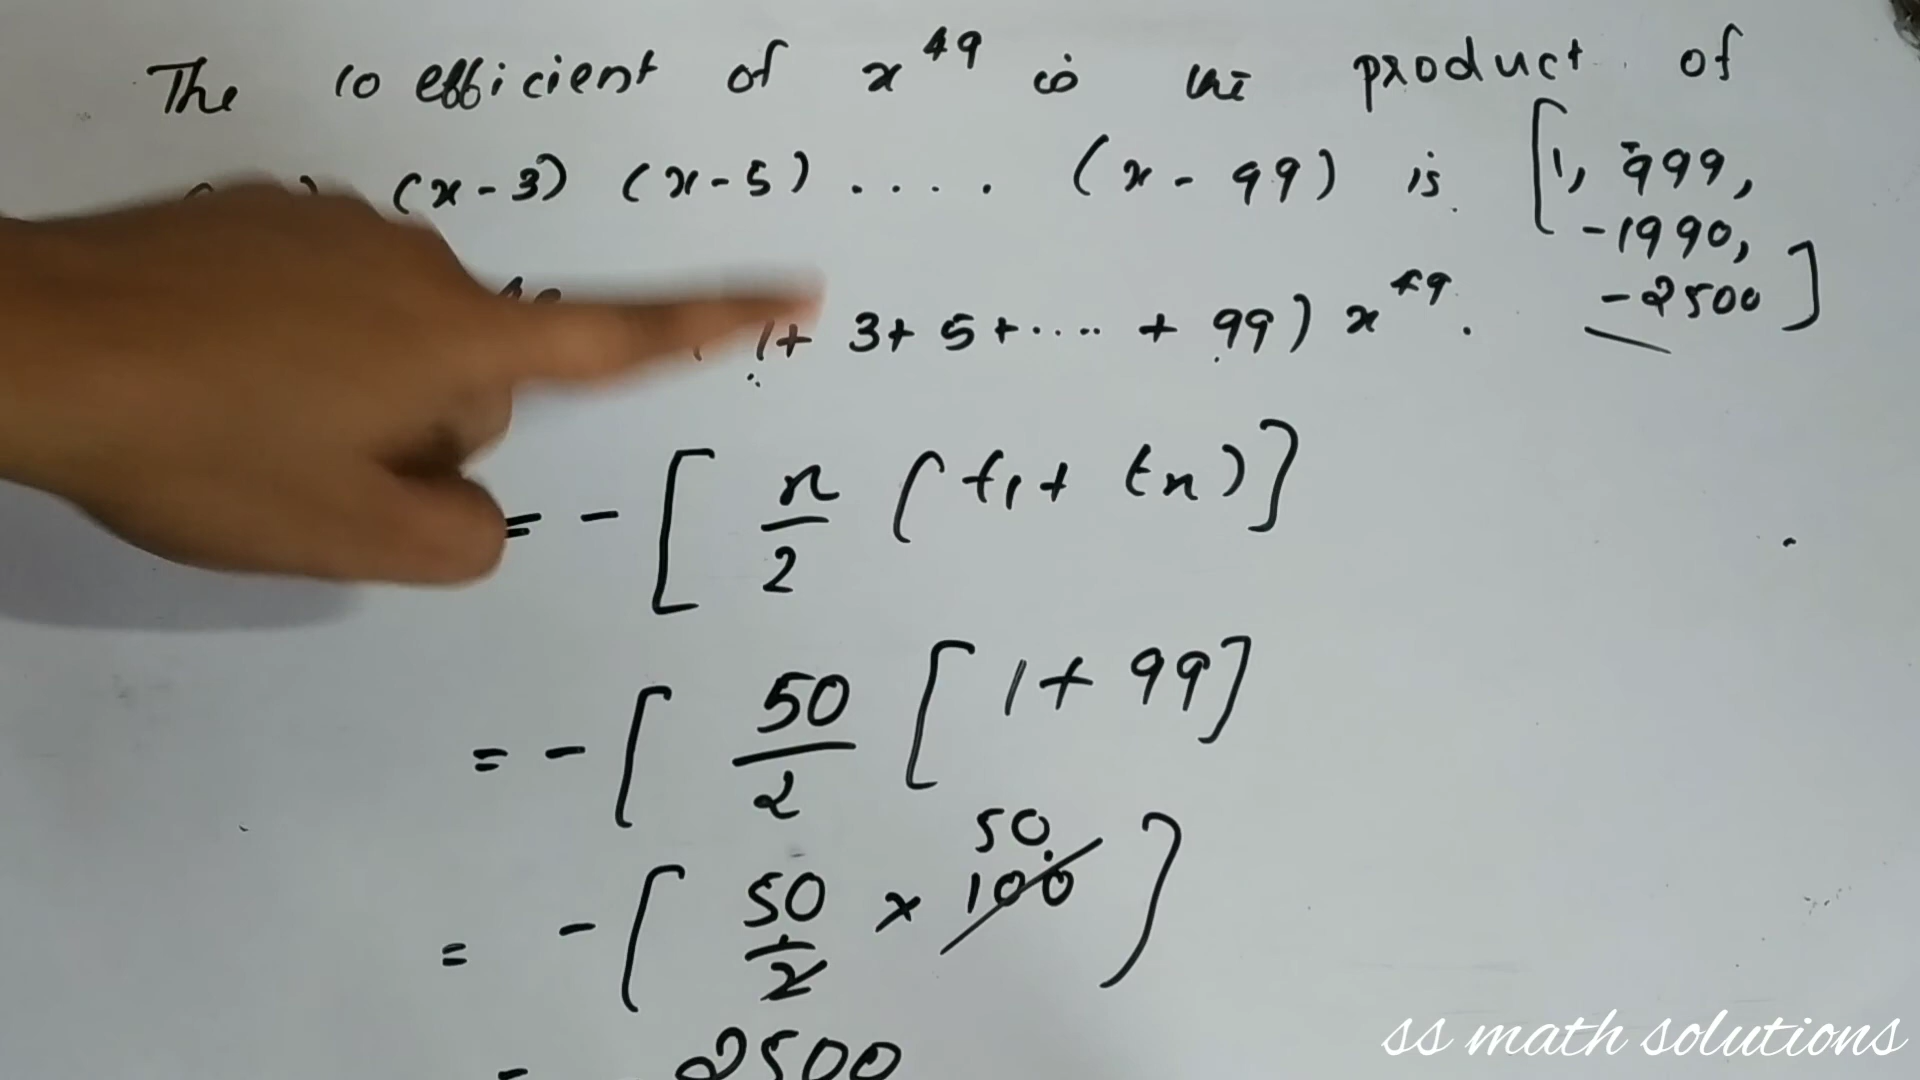 The coefficient of x^49 in the product of
(x-3) (x-5) .... (x-99) is [1, -999,
-1990,
-2500]
1+ 3+ 5+.... + 99) x^49.
= - [n/2 (t1+ tn)]
= - [50/2 [1+ 99]
50
= - [50/2 × 100]
= - 2500
ss math solutions